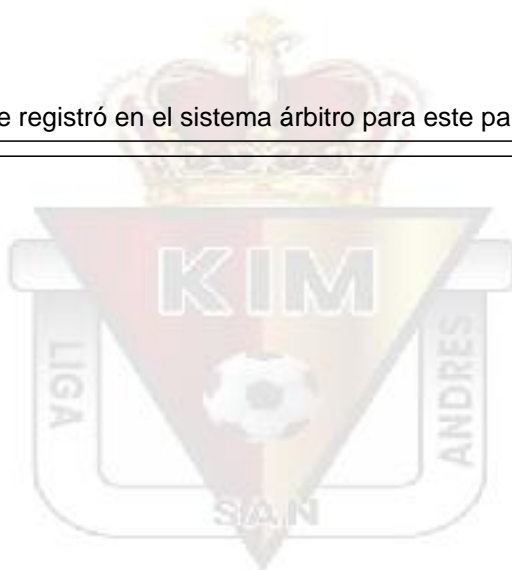 e registró en el sistema árbitro para este pa
KIM
LIGA
ANDRES
SAN